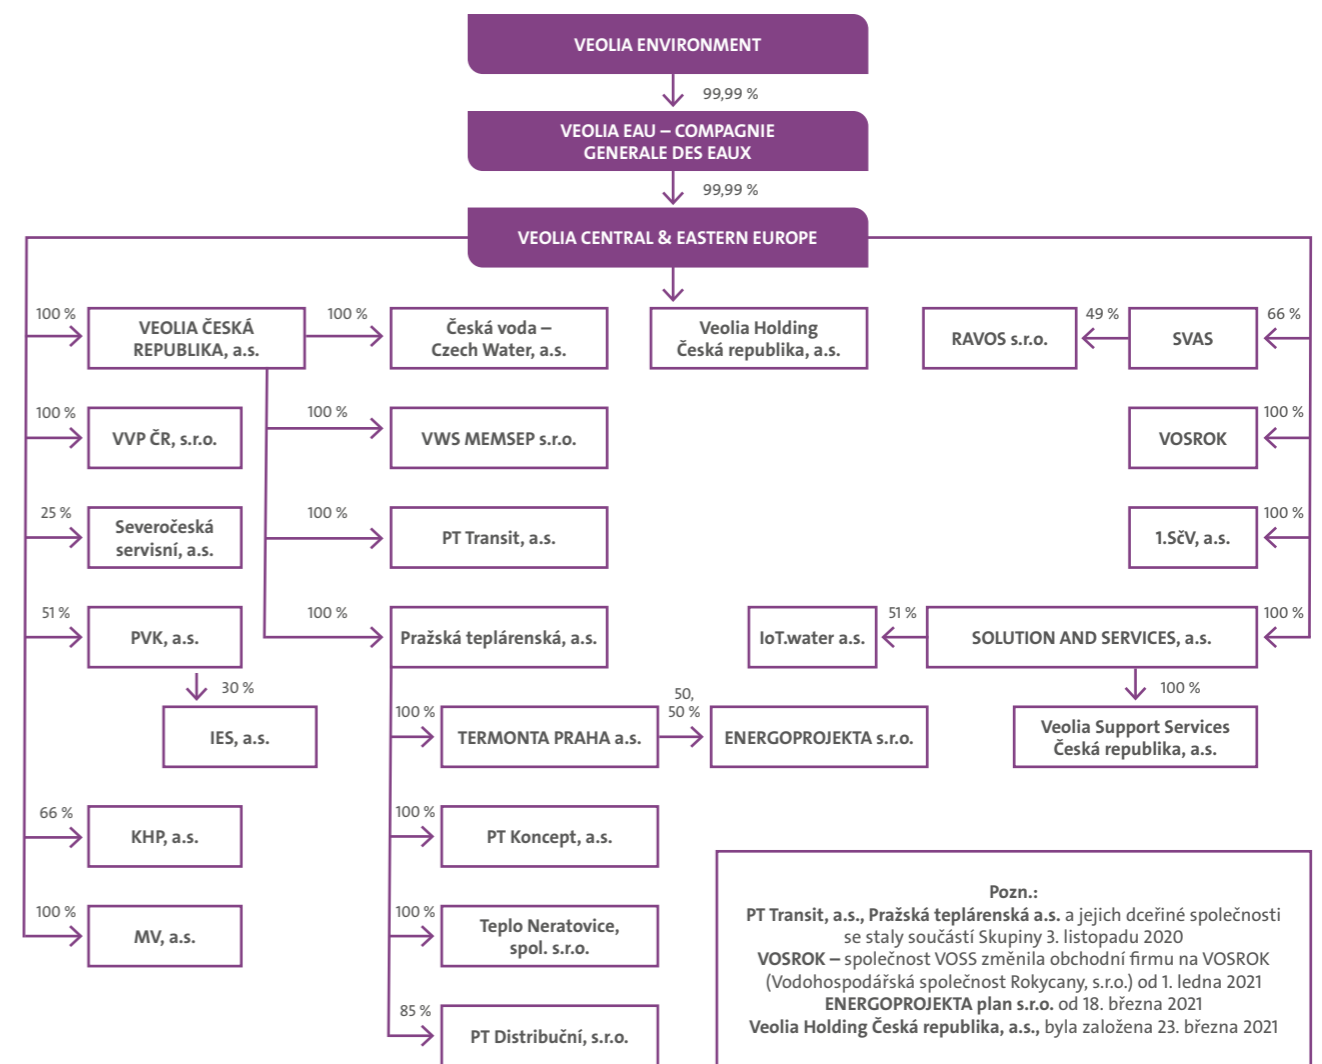 VEOLIA ENVIRONMENT
99,99 %
VEOLIA EAU – COMPAGNIE
GENERALE DES EAUX
99,99 %
VEOLIA CENTRAL & EASTERN EUROPE
100 %
VEOLIA ČESKÁ
REPUBLIKA, a.s.
100 %
Česká voda –
Czech Water, a.s.
Veolia Holding
Česká republika, a.s.
RAVOS s.r.o.
49 %
SVAS
66 %
100 %
VVP ČR, s.r.o.
100 %
VWS MEMSEP s.r.o.
VOSROK
100 %
25 %
Severočeská
servisní, a.s.
100 %
PT Transit, a.s.
1.SčV, a.s.
100 %
51 %
PVK, a.s.
100 %
Pražská teplárenská, a.s.
IoT.water a.s.
51 %
SOLUTION AND SERVICES, a.s.
100 %
30 %
IES, a.s.
100 %
TERMONTA PRAHA a.s.
50,
50 %
ENERGOPROJEKTA s.r.o.
100 %
Veolia Support Services
Česká republika, a.s.
66 %
KHP, a.s.
100 %
PT Koncept, a.s.
100 %
MV, a.s.
100 %
Teplo Neratovice,
spol. s.r.o.
85 %
PT Distribuční, s.r.o.
Pozn.:
PT Transit, a.s., Pražská teplárenská a.s. a jejich dceřiné společnosti
se staly součástí Skupiny 3. listopadu 2020
VOSROK – společnost VOSS změnila obchodní firmu na VOSROK
(Vodohospodářská společnost Rokycany, s.r.o.) od 1. ledna 2021
ENERGOPROJEKTA plan s.r.o. od 18. března 2021
Veolia Holding Česká republika, a.s., byla založena 23. března 2021